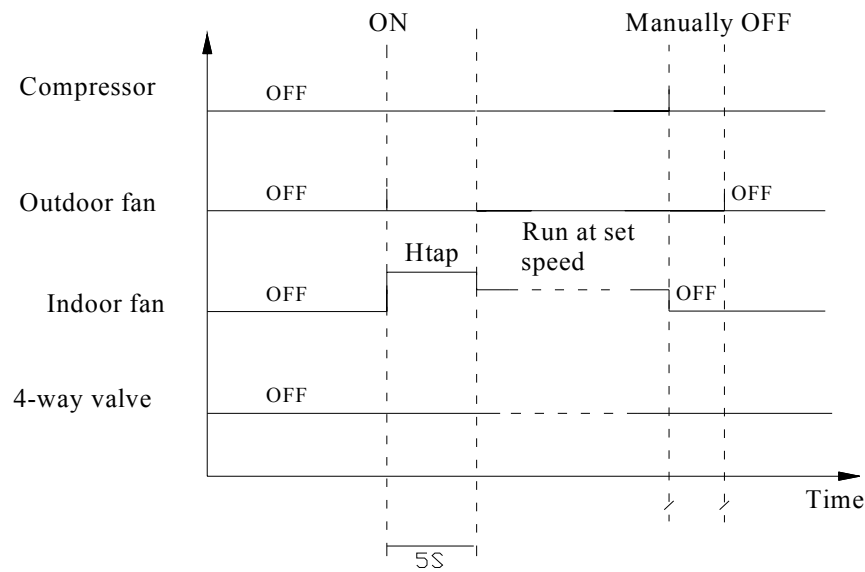 ON
Manually OFF
Compressor
OFF
Outdoor fan
OFF
OFF
Htap
Run at set
speed
Indoor fan
OFF
OFF
4-way valve
OFF
Time
5S